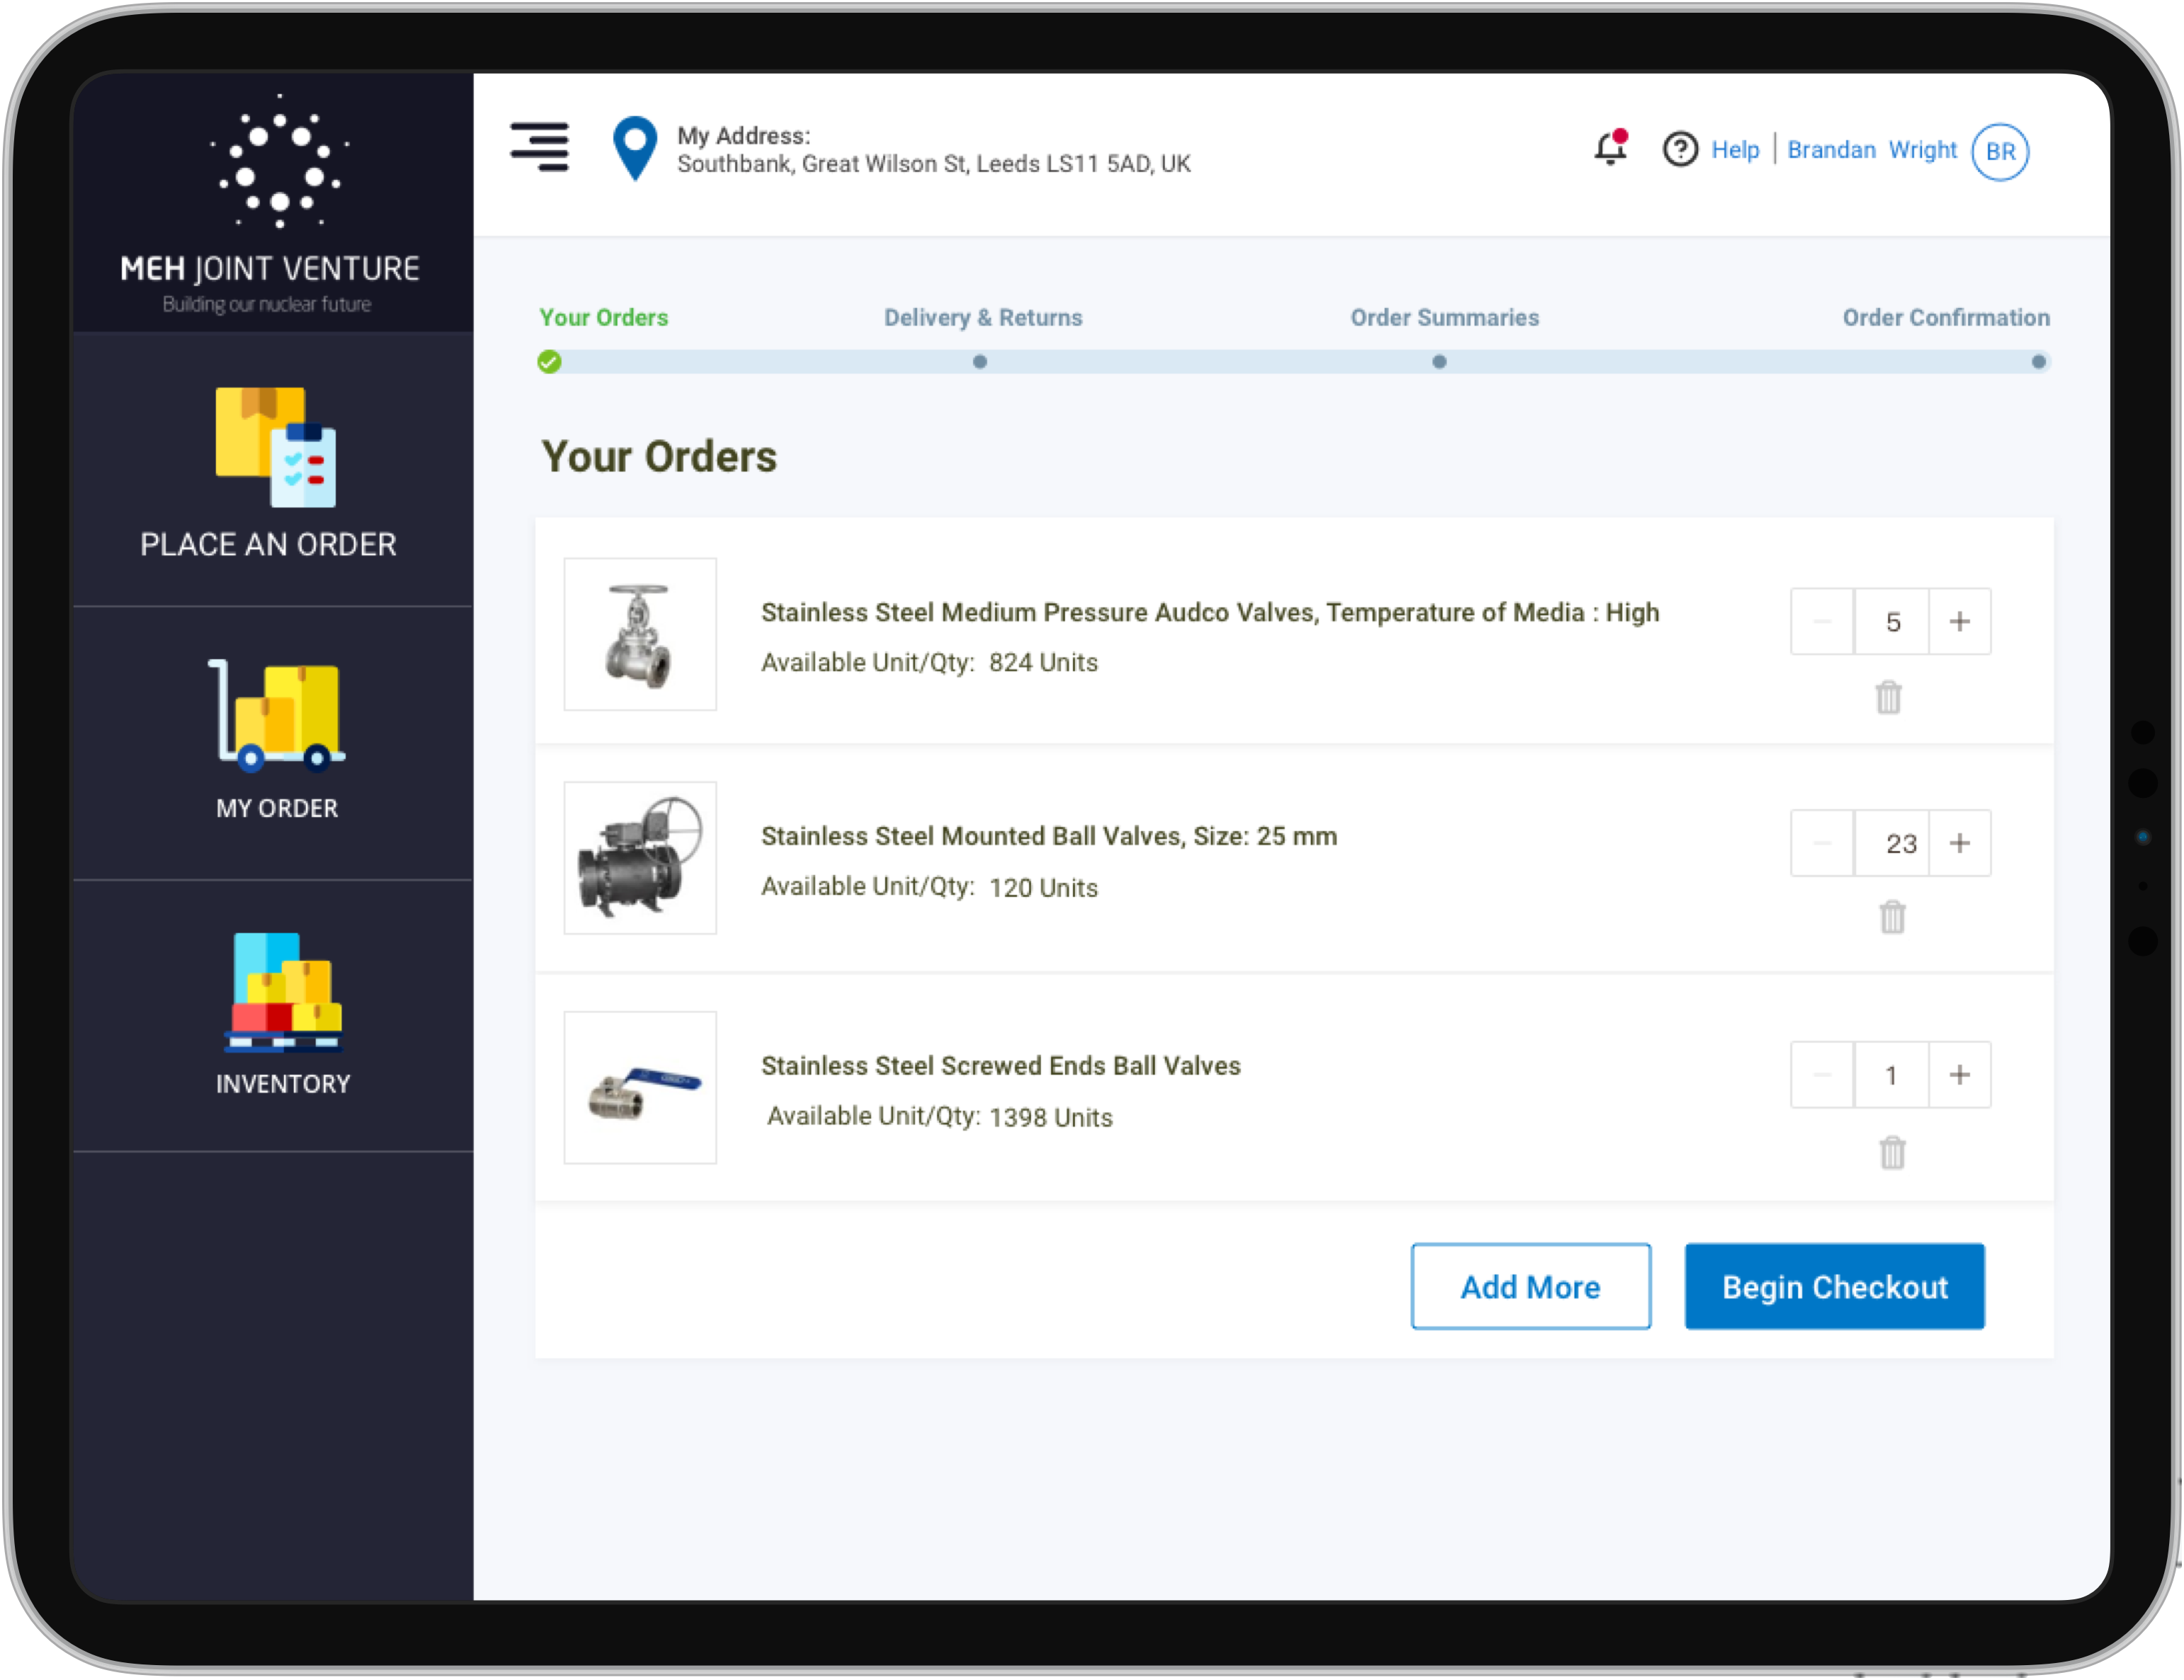 MEH JOINT VENTURE
Building our nuclear future
PLACE AN ORDER
MY ORDER
INVENTORY
My Address:
Southbank, Great Wilson St, Leeds LS11 5AD, UK
Help | Brandan Wright BR
Your Orders Delivery & Returns Order Summaries Order Confirmation
Your Orders
Stainless Steel Medium Pressure Audco Valves, Temperature of Media : High
Available Unit/Qty: 824 Units
− 5 +
Stainless Steel Mounted Ball Valves, Size: 25 mm
Available Unit/Qty: 120 Units
− 23 +
Stainless Steel Screwed Ends Ball Valves
Available Unit/Qty: 1398 Units
− 1 +
Add More Begin Checkout